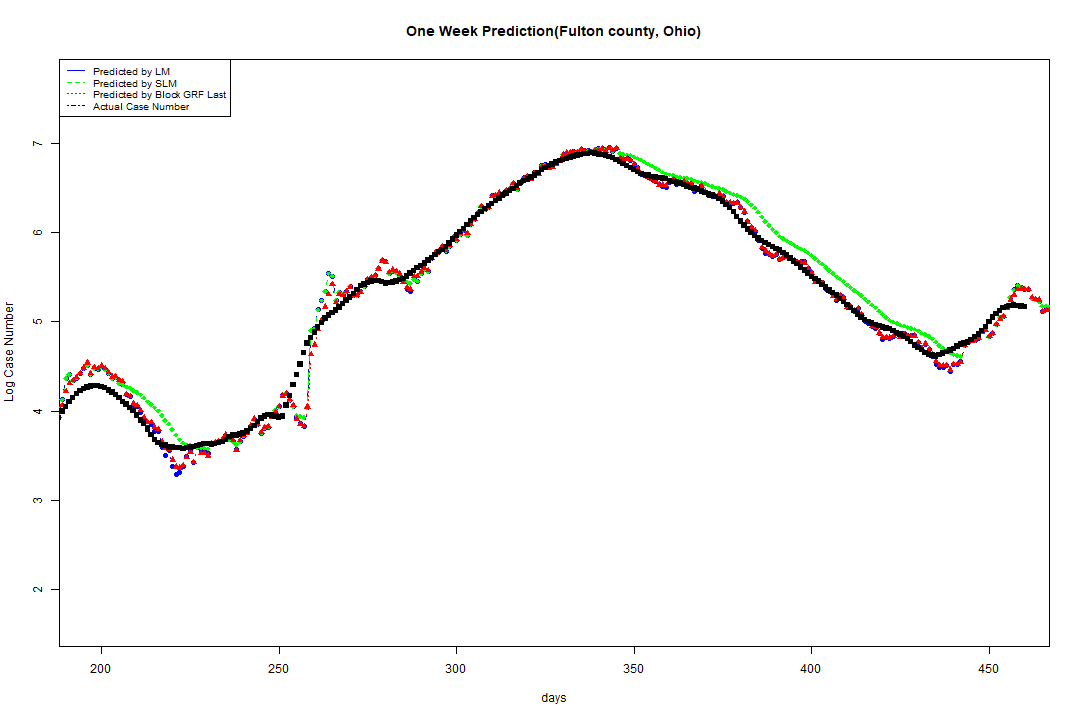 One Week Prediction(Fulton county, Ohio)
Predicted by LM
Predicted by SLM
Predicted by Block GRF Last
Actual Case Number
7
6
5
4
3
2
Log Case Number
200 250 300 350 400 450
days